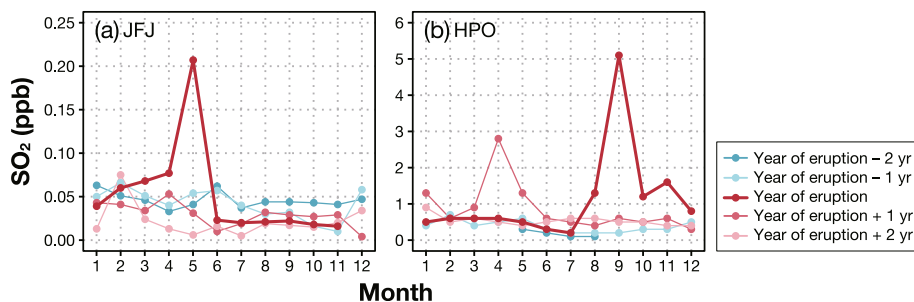 (a) JFJ
(b) HPO
SO₂ (ppb)
0.25
0.20
0.15
0.10
0.05
0.00
6
5
4
3
2
1
0
1 2 3 4 5 6 7 8 9 10 11 12
1 2 3 4 5 6 7 8 9 10 11 12
Month
Year of eruption – 2 yr
Year of eruption – 1 yr
Year of eruption
Year of eruption + 1 yr
Year of eruption + 2 yr